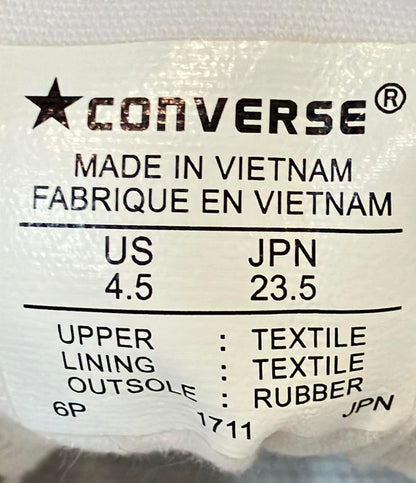 ★CONVERSE®
MADE IN VIETNAM
FABRIQUE EN VIETNAM
US JPN
4.5 23.5
UPPER : TEXTILE
LINING : TEXTILE
OUTSOLE : RUBBER
6P 1711 JPN